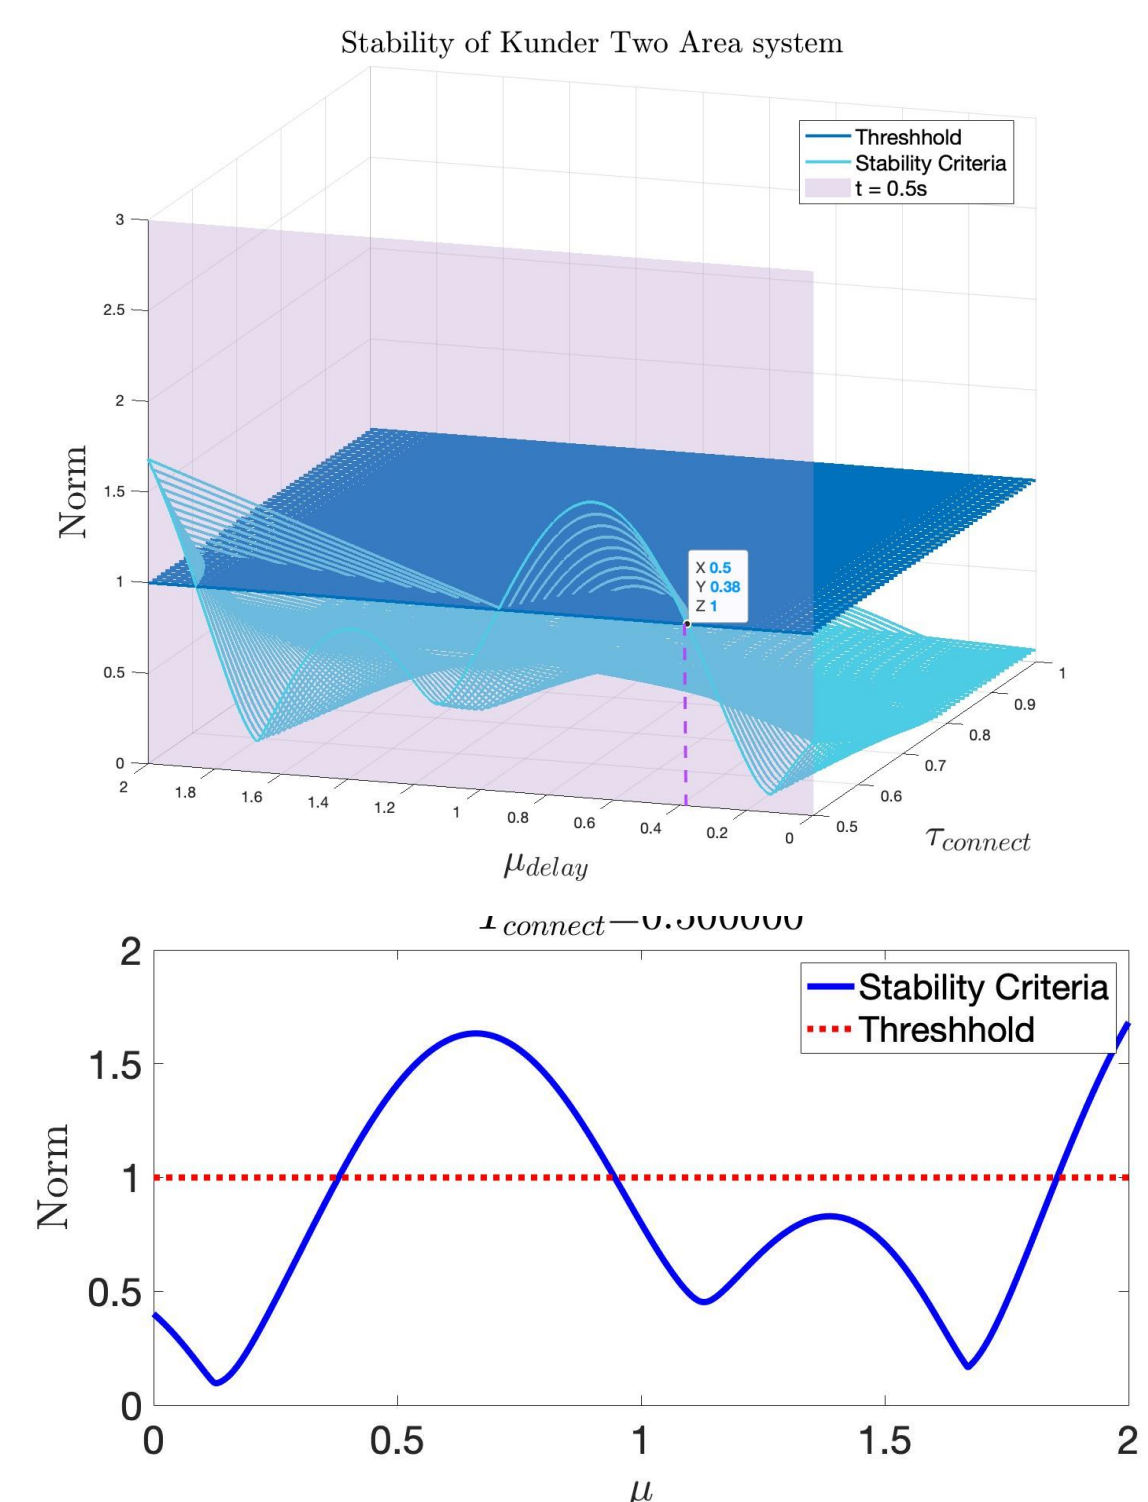 Stability of Kunder Two Area system
Threshhold
Stability Criteria
t = 0.5s
3
2.5
2
1.5
1
0.5
0
Norm
X 0.5
Y 0.38
Z 1
2
1.8
1.6
1.4
1.2
1
0.8
0.6
0.4
0.2
0
μdelay
0.5
0.6
0.7
0.8
0.9
1
τconnect
connect=0.500000
Stability Criteria
Threshhold
2
1.5
1
0.5
0
Norm
0
0.5
1
1.5
2
μ